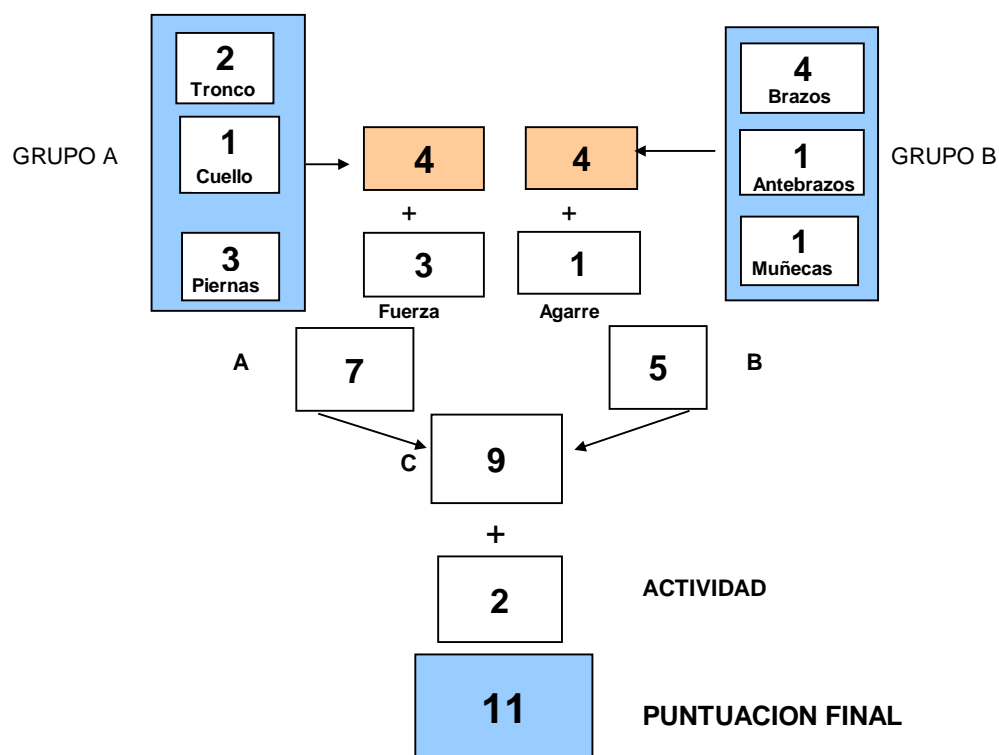 GRUPO A
2
Tronco
1
Cuello
3
Piernas
4
+
3
Fuerza
4
+
1
Agarre
4
Brazos
1
Antebrazos
1
Muñecas
GRUPO B
A
7
5
B
C
9
+
2
ACTIVIDAD
11
PUNTUACION FINAL